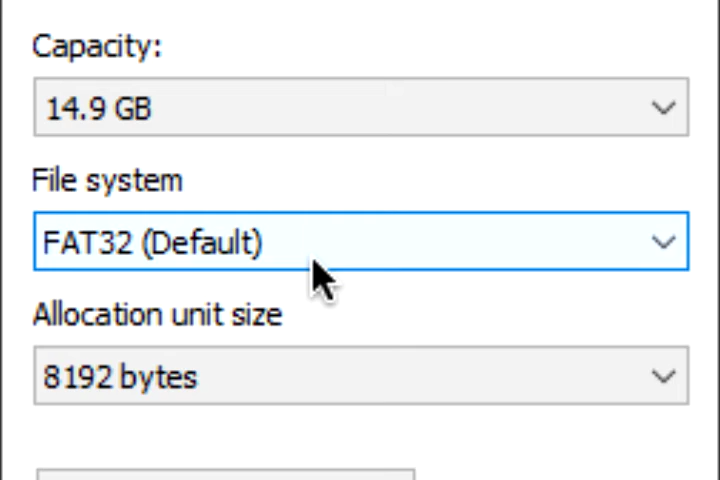 Capacity:
14.9 GB
File system
FAT32 (Default)
Allocation unit size
8192 bytes